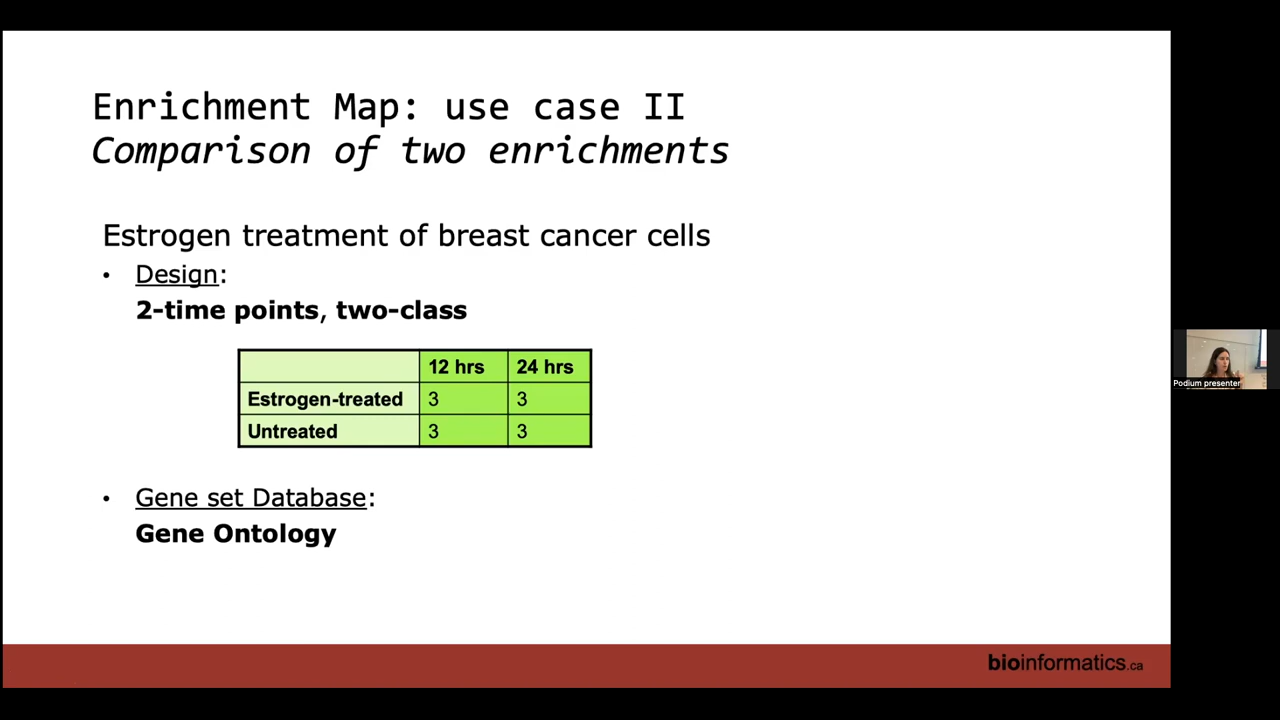 Enrichment Map: use case II
Comparison of two enrichments
Estrogen treatment of breast cancer cells
• Design:
2-time points, two-class
12 hrs 24 hrs
Estrogen-treated 3 3
Untreated 3 3
Podium presenter
• Gene set Database:
Gene Ontology
bioinformatics.ca